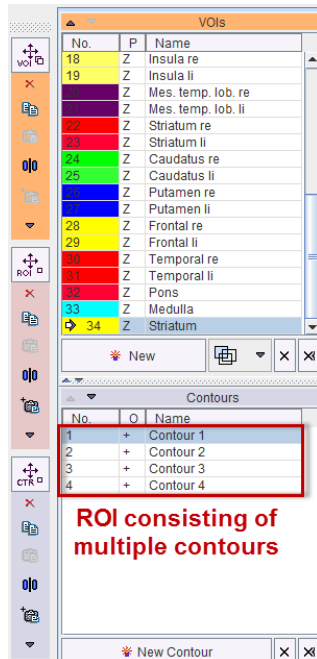 VOIs
No. P Name
18 Z Insula re
19 Z Insula li
20 Z Mes. temp. lob. re
21 Z Mes. temp. lob. li
22 Z Striatum re
23 Z Striatum li
24 Z Caudatus re
25 Z Caudatus li
26 Z Putamen re
27 Z Putamen li
28 Z Frontal re
29 Z Frontal li
30 Z Temporal re
31 Z Temporal li
32 Z Pons
33 Z Medulla
34 Z Striatum
New
Contours
No. O Name
1 + Contour 1
2 + Contour 2
3 + Contour 3
4 + Contour 4
ROI consisting of
multiple contours
New Contour
VOI
ROI
CTR